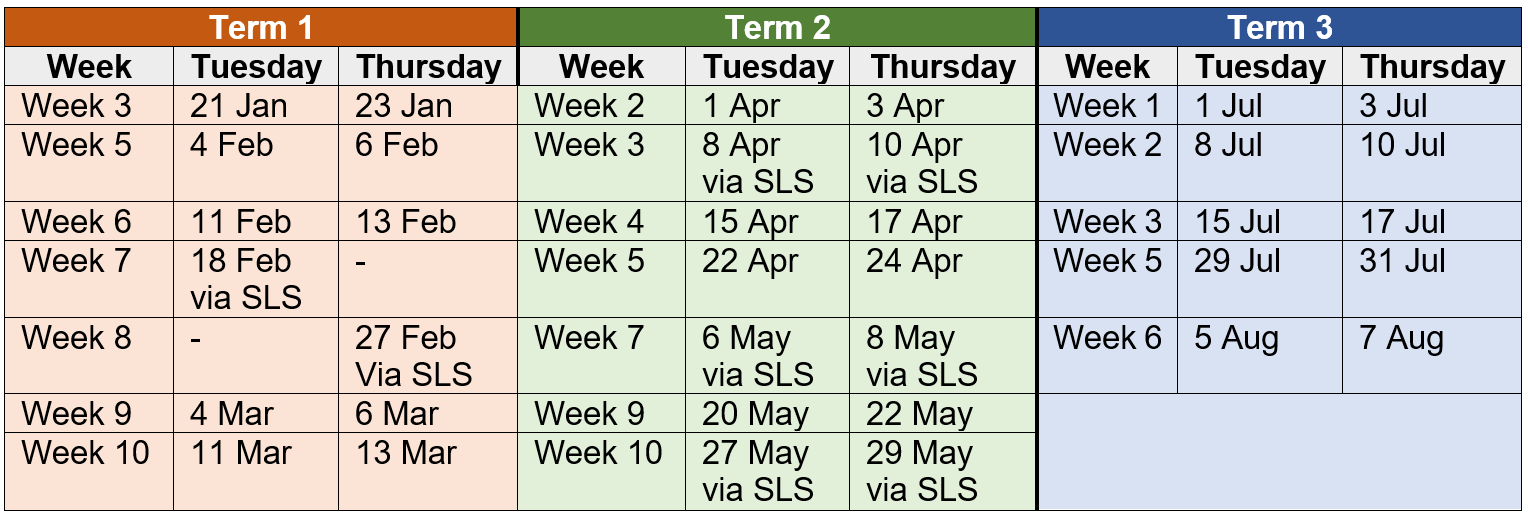 Term 1 Term 2 Term 3
Week Tuesday Thursday Week Tuesday Thursday Week Tuesday Thursday
Week 3 21 Jan 23 Jan Week 2 1 Apr 3 Apr Week 1 1 Jul 3 Jul
Week 5 4 Feb 6 Feb Week 3 8 Apr 10 Apr Week 2 8 Jul 10 Jul
via SLS via SLS
Week 6 11 Feb 13 Feb Week 4 15 Apr 17 Apr Week 3 15 Jul 17 Jul
Week 7 18 Feb - Week 5 22 Apr 24 Apr Week 5 29 Jul 31 Jul
via SLS
Week 8 - 27 Feb Week 7 6 May 8 May Week 6 5 Aug 7 Aug
Via SLS via SLS via SLS
Week 9 4 Mar 6 Mar Week 9 20 May 22 May
Week 10 11 Mar 13 Mar Week 10 27 May 29 May
via SLS via SLS